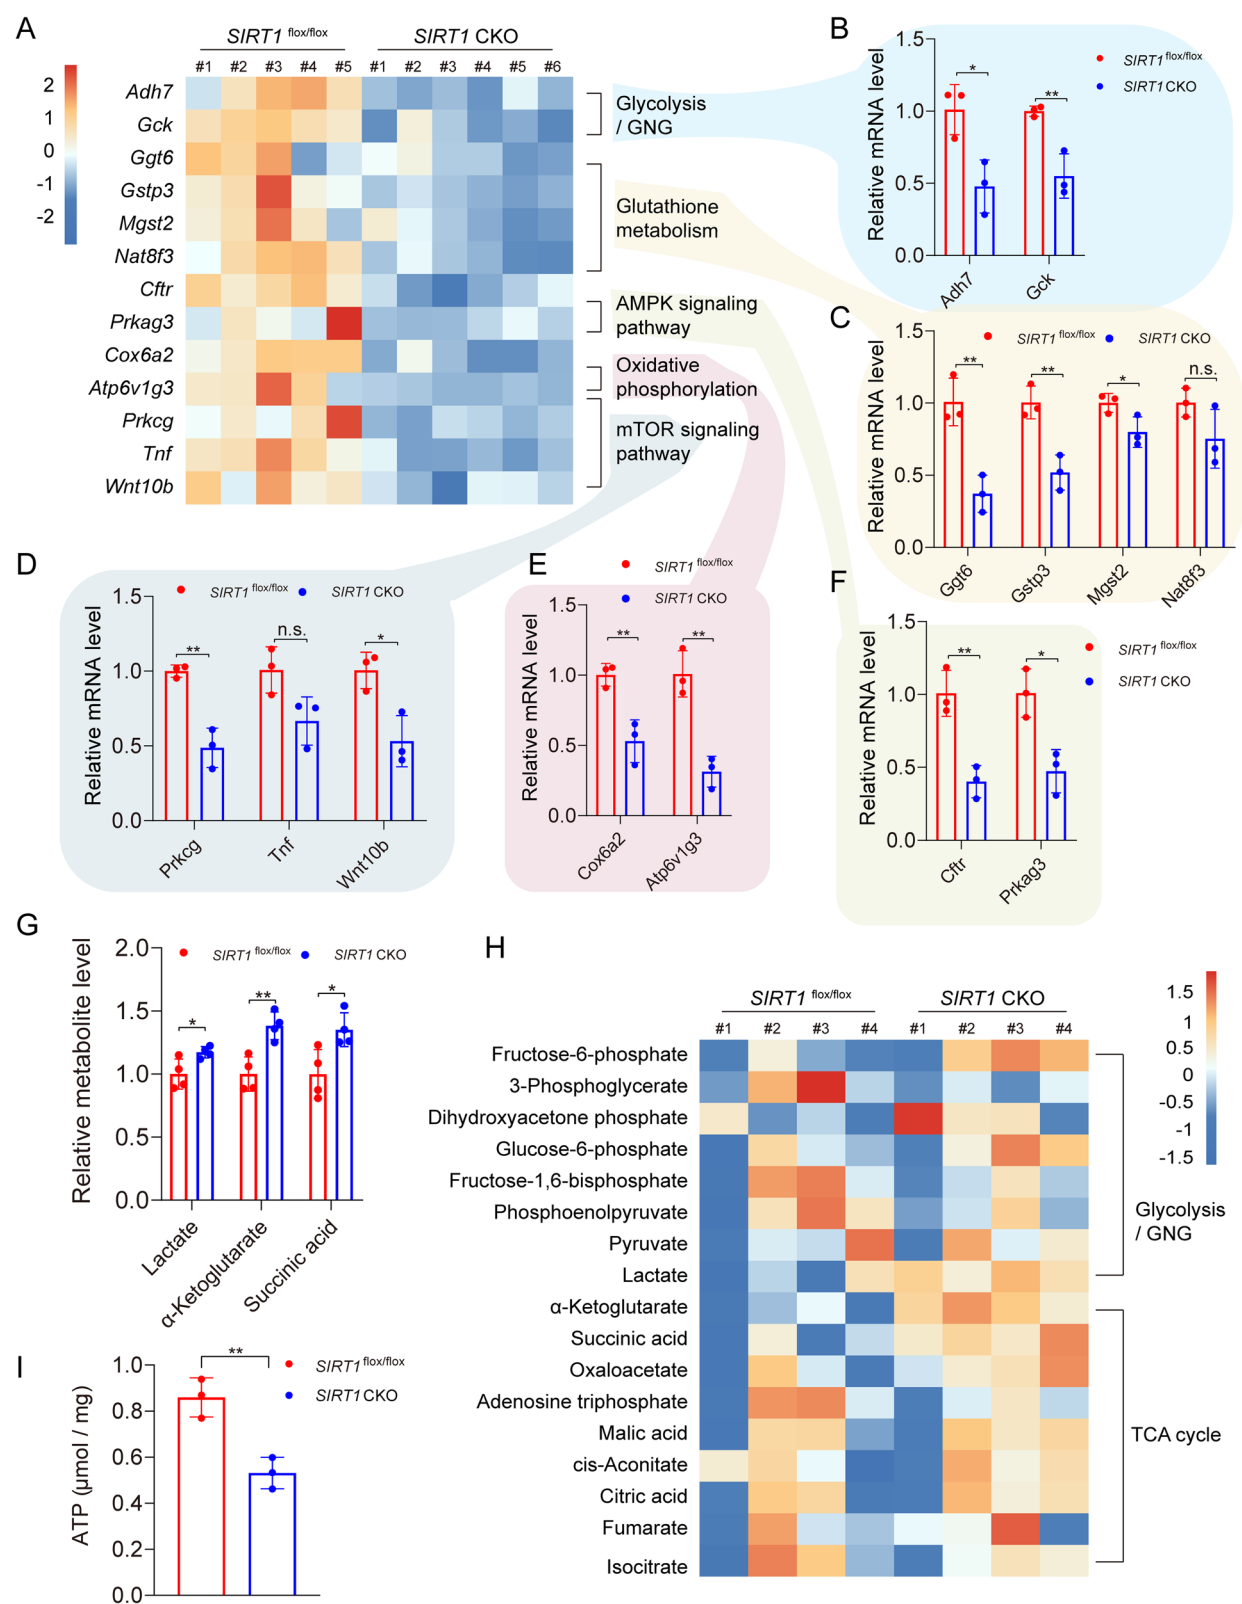 A
SIRT1 flox/flox
SIRT1 CKO
#1 #2 #3 #4 #5 #1 #2 #3 #4 #5 #6
2
1
0
-1
-2
Adh7
Gck
Ggt6
Gstp3
Mgst2
Nat8f3
Cftr
Prkag3
Cox6a2
Atp6v1g3
Prkcg
Tnf
Wnt10b
Glycolysis
/ GNG
Glutathione
metabolism
AMPK signaling
pathway
Oxidative
phosphorylation
mTOR signaling
pathway
B
Relative mRNA level
1.5
1.0
0.5
0.0
*
**
SIRT1 flox/flox
SIRT1 CKO
Adh7
Gck
C
Relative mRNA level
1.5
1.0
0.5
0.0
SIRT1 flox/flox
SIRT1 CKO
**
**
*
n.s.
Ggt6
Gstp3
Mgst2
Nat8f3
D
Relative mRNA level
1.5
1.0
0.5
0.0
SIRT1 flox/flox
SIRT1 CKO
**
n.s.
*
Prkcg
Tnf
Wnt10b
E
SIRT1 flox/flox
SIRT1 CKO
Relative mRNA level
1.5
1.0
0.5
0.0
**
**
Cox6a2
Atp6v1g3
F
Relative mRNA level
1.5
1.0
0.5
0.0
**
*
SIRT1 flox/flox
SIRT1 CKO
Cftr
Prkag3
G
Relative metabolite level
2.0
1.5
1.0
0.5
0.0
SIRT1 flox/flox
SIRT1 CKO
*
**
*
Lactate
α-Ketoglutarate
Succinic acid
H
SIRT1 flox/flox
SIRT1 CKO
#1 #2 #3 #4 #1 #2 #3 #4
Fructose-6-phosphate
3-Phosphoglycerate
Dihydroxyacetone phosphate
Glucose-6-phosphate
Fructose-1,6-bisphosphate
Phosphoenolpyruvate
Pyruvate
Lactate
α-Ketoglutarate
Succinic acid
Oxaloacetate
Adenosine triphosphate
Malic acid
cis-Aconitate
Citric acid
Fumarate
Isocitrate
1.5
1
0.5
0
-0.5
-1
-1.5
Glycolysis
/ GNG
TCA cycle
I
ATP (μmol / mg)
1.0
0.8
0.6
0.4
0.2
0.0
**
SIRT1 flox/flox
SIRT1 CKO